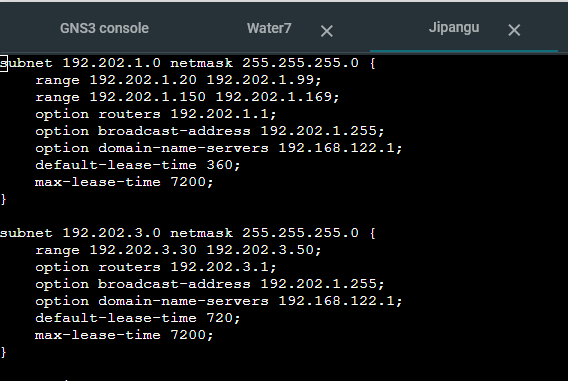 GNS3 console Water7 Jipangu
subnet 192.202.1.0 netmask 255.255.255.0 {
    range 192.202.1.20 192.202.1.99;
    range 192.202.1.150 192.202.1.169;
    option routers 192.202.1.1;
    option broadcast-address 192.202.1.255;
    option domain-name-servers 192.168.122.1;
    default-lease-time 360;
    max-lease-time 7200;
}
subnet 192.202.3.0 netmask 255.255.255.0 {
    range 192.202.3.30 192.202.3.50;
    option routers 192.202.3.1;
    option broadcast-address 192.202.1.255;
    option domain-name-servers 192.168.122.1;
    default-lease-time 720;
    max-lease-time 7200;
}